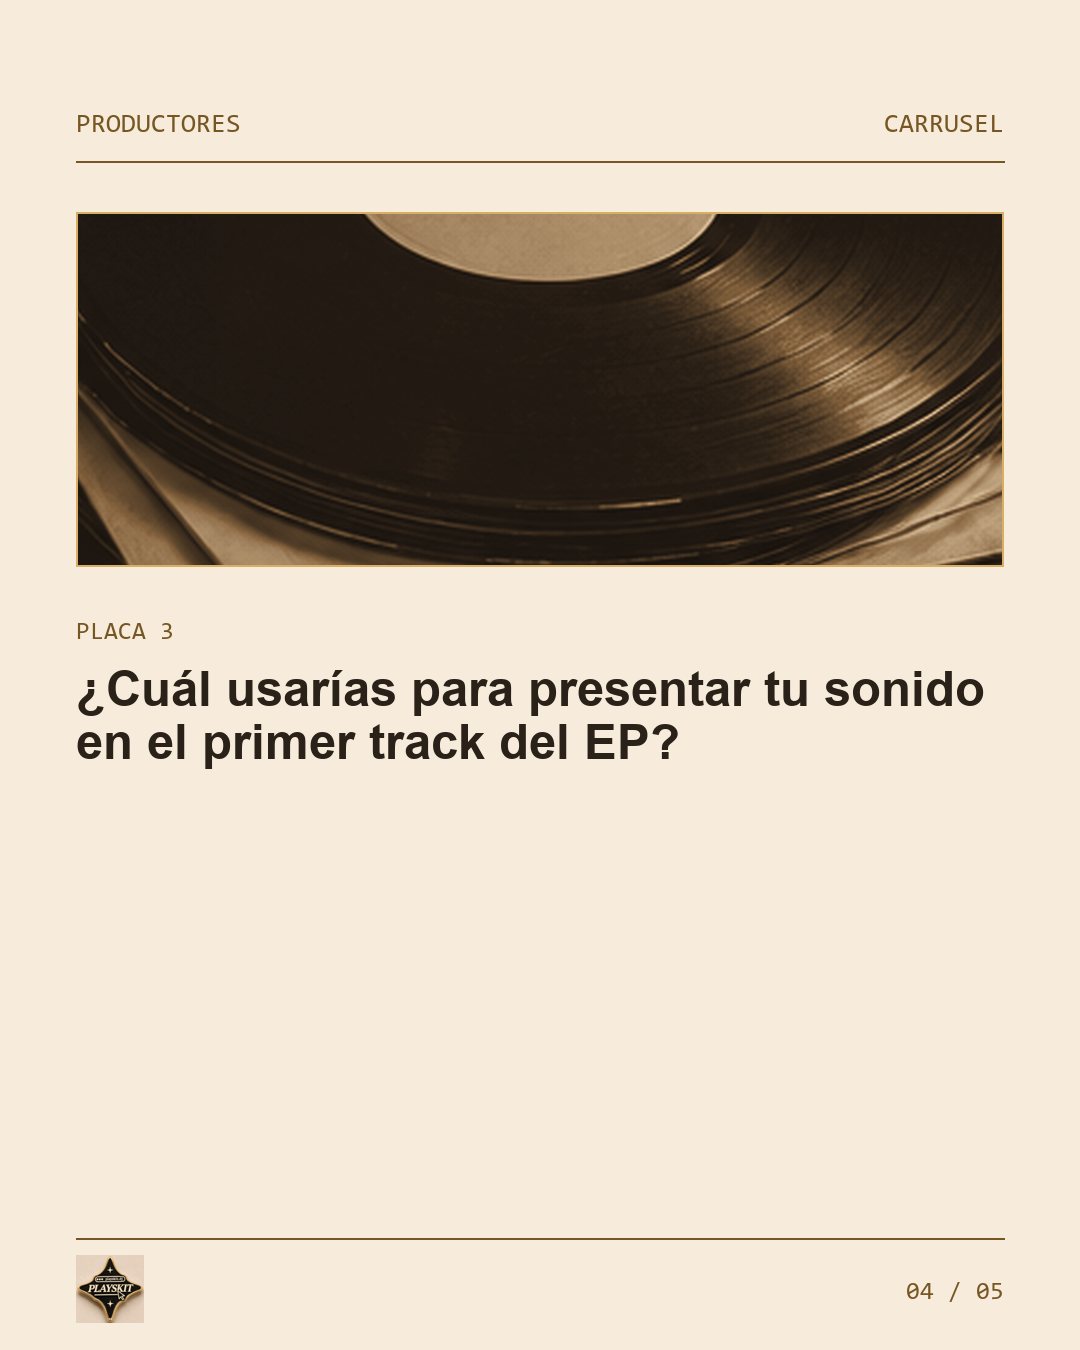 PRODUCTORES
CARRUSEL
PLACA 3
¿Cuál usarías para presentar tu sonido
en el primer track del EP?
PLAYSKIT
04 / 05